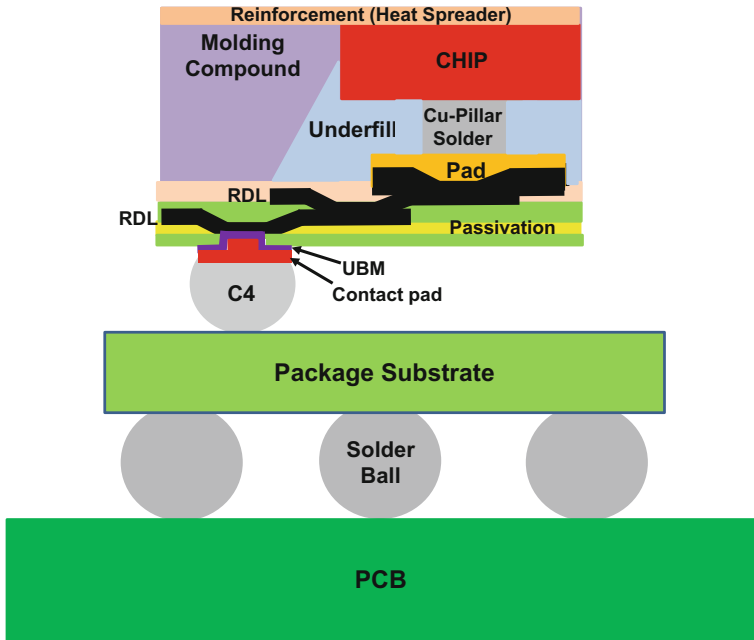 Reinforcement (Heat Spreader)
Molding
Compound
CHIP
Underfill
Cu-Pillar
Solder
Pad
RDL
RDL
Passivation
UBM
Contact pad
C4
Package Substrate
Solder
Ball
PCB